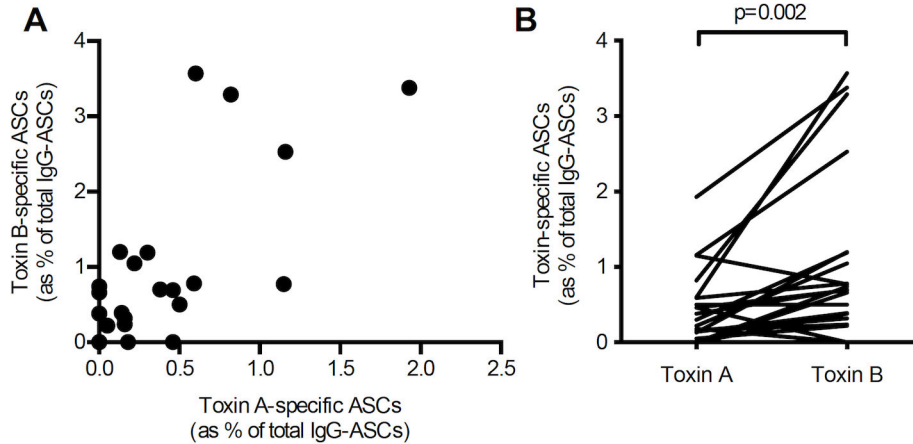 A
Toxin B-specific ASCs
(as % of total IgG-ASCs)
4
3
2
1
0
0.0 0.5 1.0 1.5 2.0 2.5
Toxin A-specific ASCs
(as % of total IgG-ASCs)
B
p=0.002
Toxin-specific ASCs
(as % of total IgG-ASCs)
4
3
2
1
0
Toxin A Toxin B